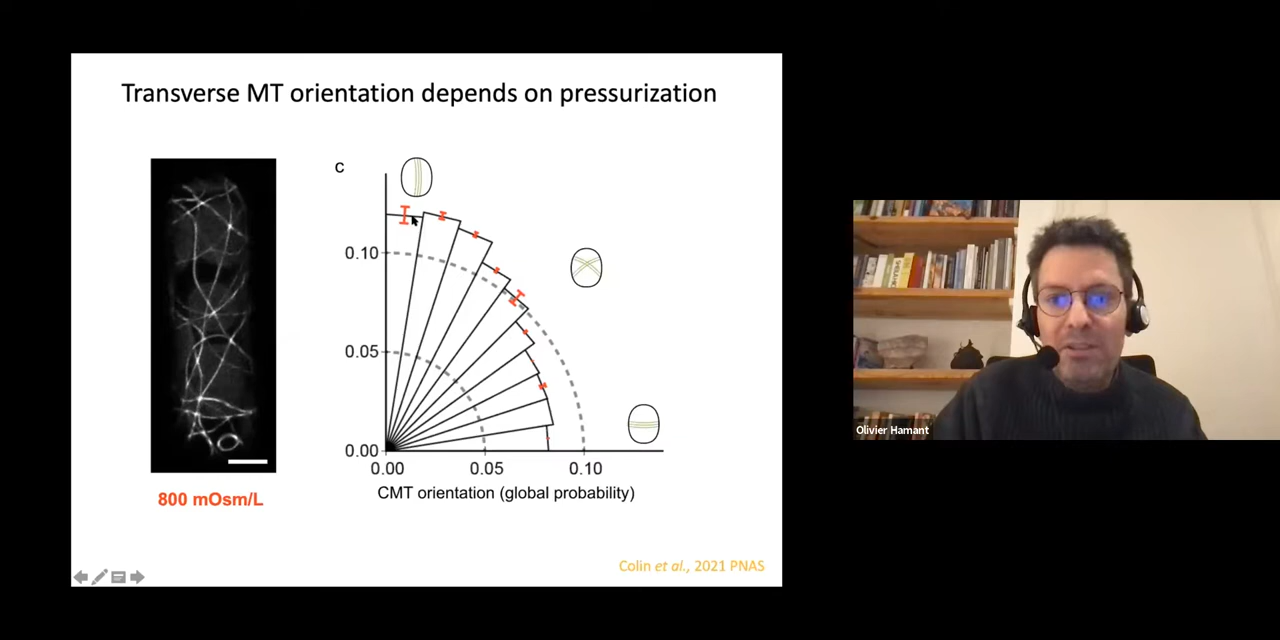 Transverse MT orientation depends on pressurization
c
0.10
0.05
0.00
0.00 0.05 0.10
CMT orientation (global probability)
800 mOsm/L
Colin et al., 2021 PNAS
Olivier Hamant